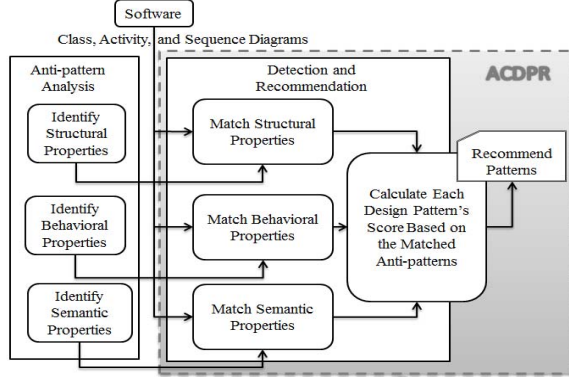 Software
Class, Activity, and Sequence Diagrams
Anti-pattern
Analysis
Detection and
Recommendation
ACDPR
Identify
Structural
Properties
Match Structural
Properties
Recommend
Patterns
Identify
Behavioral
Properties
Match Behavioral
Properties
Calculate Each
Design Pattern's
Score Based on
the Matched
Anti-patterns
Identify
Semantic
Properties
Match Semantic
Properties